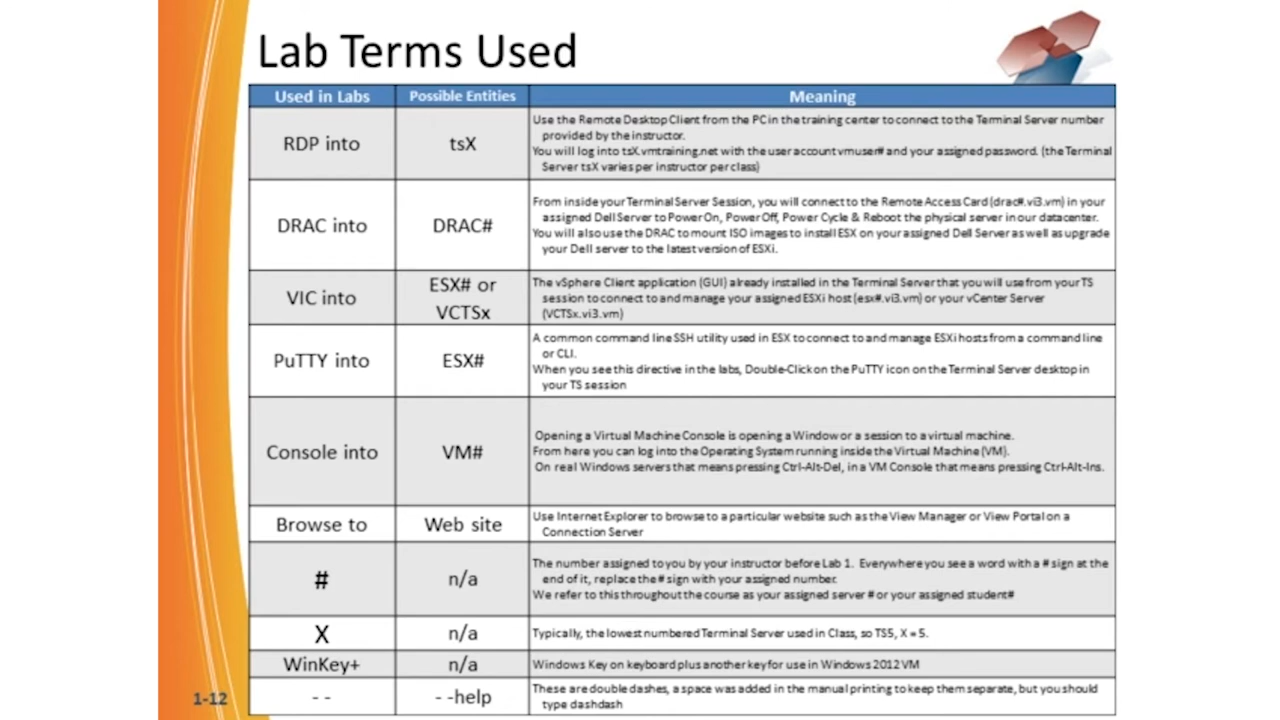 Lab Terms Used
Used in Labs
Possible Entities
Meaning
RDP into
tsX
Use the Remote Desktop Client from the PC in the training center to connect to the Terminal Server number
provided by the instructor.
You will log into tsX.vmtraining.net with the user account vmuser# and your assigned password. (the Terminal
Server tsX varies per instructor per class)
DRAC into
DRAC#
From inside your Terminal Server Session, you will connect to the Remote Access Card (drac#.vi3.vm) in your
assigned Dell Server to Power On, Power Off, Power Cycle & Reboot the physical server in our datacenter.
You will also use the DRAC to mount ISO images to install ESX on your assigned Dell Server as well as upgrade
your Dell server to the latest version of ESXi.
VIC into
ESX# or
VCTSx
The vSphere Client application (GUI) already installed in the Terminal Server that you will use from your TS
session to connect to and manage your assigned ESXi host (esx#.vi3.vm) or your vCenter Server
(VCTSx.vi3.vm)
PuTTY into
ESX#
A common command line SSH utility used in ESX to connect to and manage ESXi hosts from a command line
or CLI.
When you see this directive in the labs, Double-Click on the PuTTY icon on the Terminal Server desktop in
your TS session
Console into
VM#
Opening a Virtual Machine Console is opening a Window or a session to a virtual machine.
From here you can log into the Operating System running inside the Virtual Machine (VM).
On real Windows servers that means pressing Ctrl-Alt-Del, in a VM Console that means pressing Ctrl-Alt-Ins.
Browse to
Web site
Use Internet Explorer to browse to a particular website such as the View Manager or View Portal on a
Connection Server
#
n/a
The number assigned to you by your instructor before Lab 1. Everywhere you see a word with a # sign at the
end of it, replace the # sign with your assigned number.
We refer to this throughout the course as your assigned server # or your assigned student#
X
n/a
Typically, the lowest numbered Terminal Server used in Class, so TS5, X = 5.
WinKey+
n/a
Windows Key on keyboard plus another key for use in Windows 2012 VM
- -
- -help
These are double dashes, a space was added in the manual printing to keep them separate, but you should
type dashdash
1-12